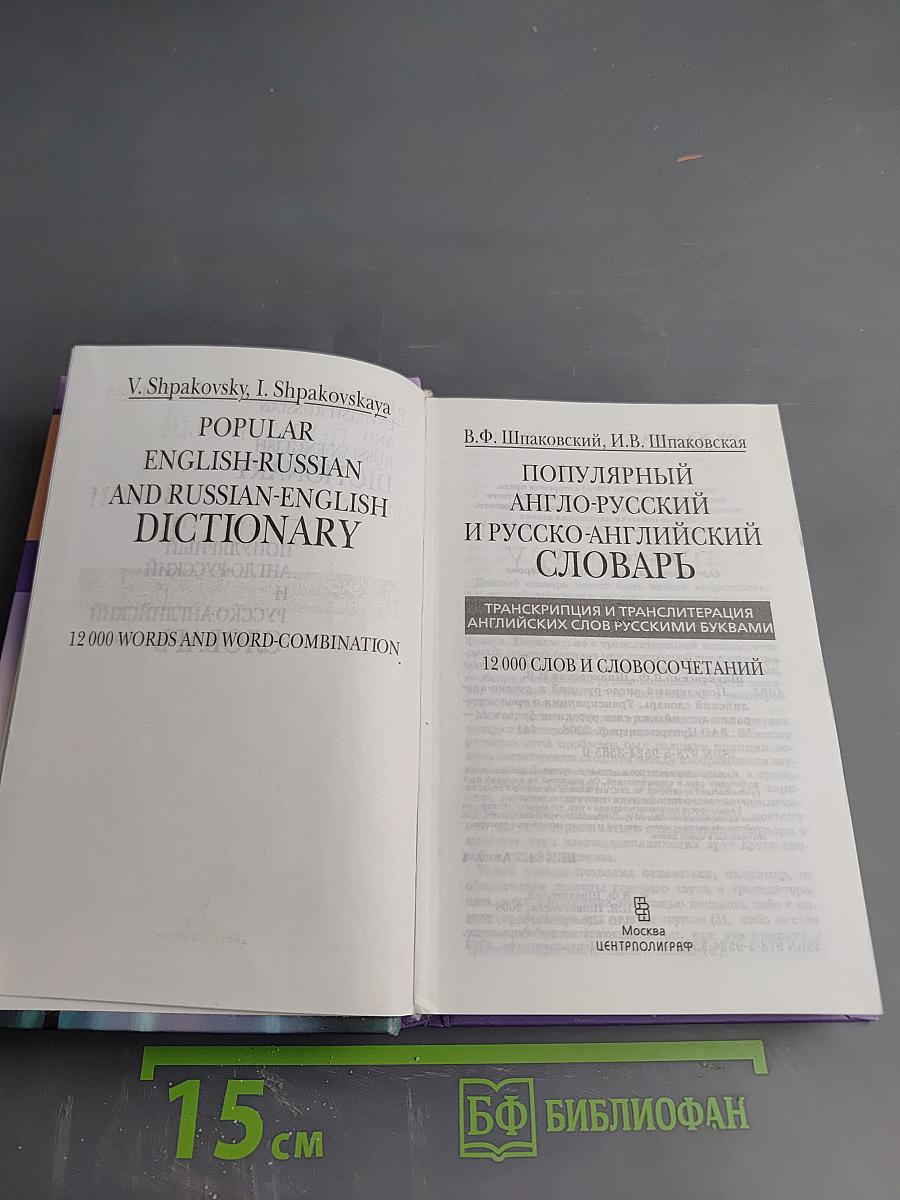 V. Shpakovsky, I. Shpakovskaya
POPULAR
ENGLISH-RUSSIAN
AND RUSSIAN-ENGLISH
DICTIONARY
12 000 WORDS AND WORD-COMBINATION
В.Ф. Шпаковский, И.В. Шпаковская
ПОПУЛЯРНЫЙ
АНГЛО-РУССКИЙ
И РУССКО-АНГЛИЙСКИЙ
СЛОВАРЬ
ТРАНСКРИПЦИЯ И ТРАНСЛИТЕРАЦИЯ
АНГЛИЙСКИХ СЛОВ РУССКИМИ БУКВАМИ
12 000 СЛОВ И СЛОВОСОЧЕТАНИЙ
Москва
ЦЕНТРПОЛИГРАФ
15 см
БФ БИБЛИОФАН